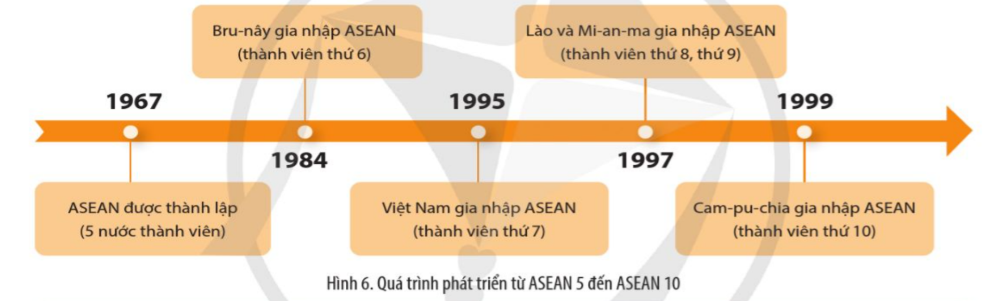 Bru-nây gia nhập ASEAN
(thành viên thứ 6)
Lào và Mi-an-ma gia nhập ASEAN
(thành viên thứ 8, thứ 9)
1967
1995
1999
1984
1997
ASEAN được thành lập
(5 nước thành viên)
Việt Nam gia nhập ASEAN
(thành viên thứ 7)
Cam-pu-chia gia nhập ASEAN
(thành viên thứ 10)
Hình 6. Quá trình phát triển từ ASEAN 5 đến ASEAN 10